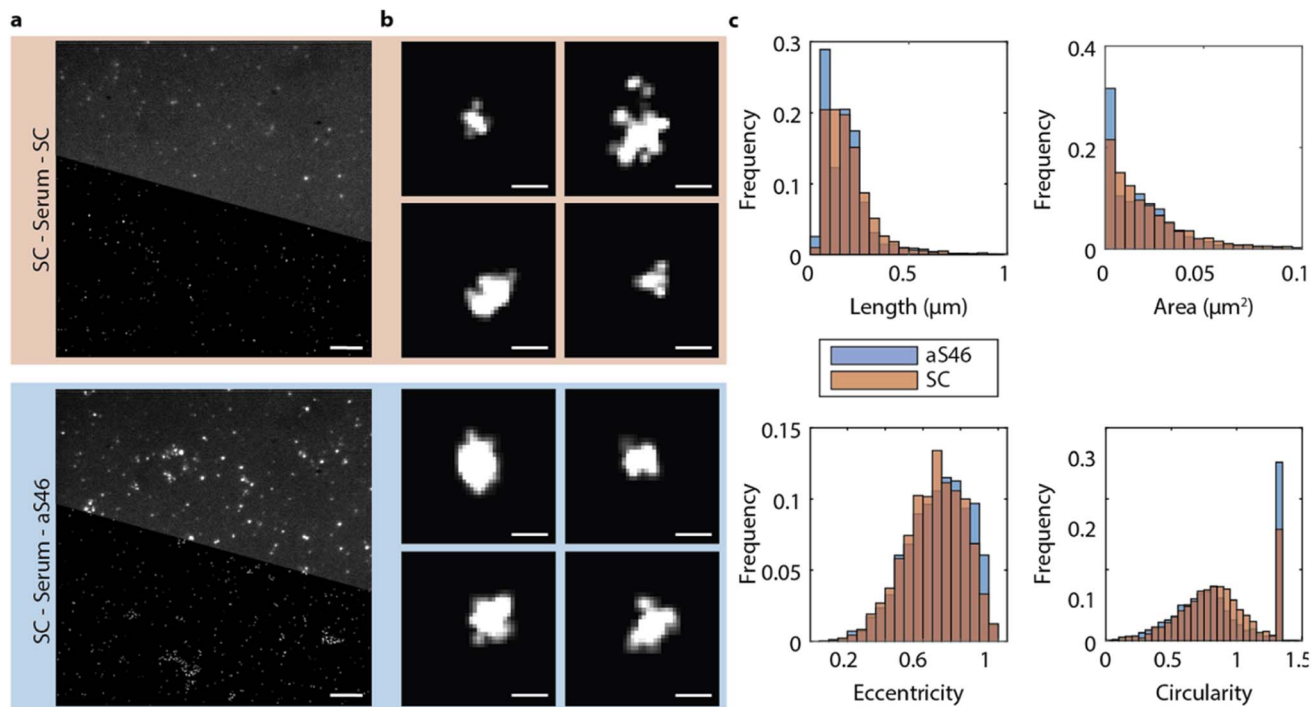 a
b
c
SC - Serum - SC
SC - Serum - aS46
0.3
0.2
0.1
0
Frequency
0
0.5
1
Length (µm)
0.4
0.2
0
Frequency
0
0.05
0.1
Area (µm²)
aS46
SC
0.15
0.1
0.05
0
Frequency
0.2
0.6
1
Eccentricity
0.3
0.2
0.1
0
Frequency
0
0.5
1
1.5
Circularity